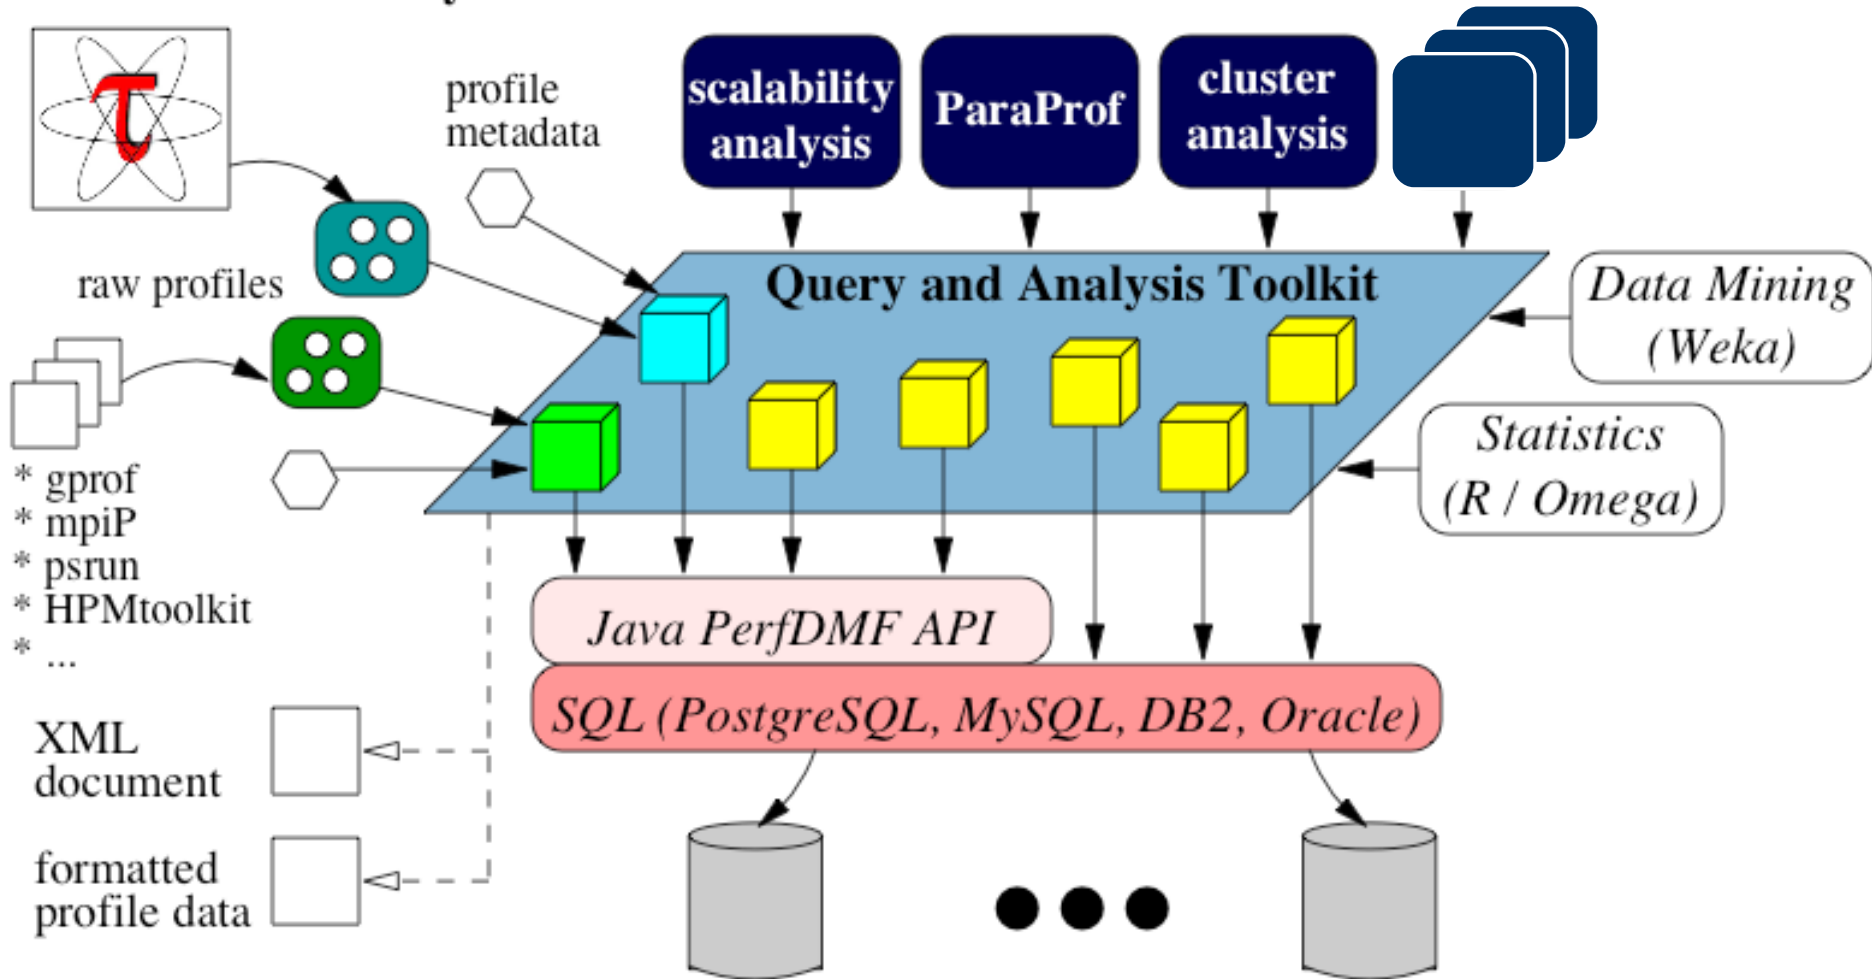 profile
metadata
scalability
analysis
ParaProf
cluster
analysis
τ
raw profiles
Query and Analysis Toolkit
Data Mining
(Weka)
Statistics
(R / Omega)
* gprof
* mpiP
* psrun
* HPMtoolkit
* ...
Java PerfDMF API
SQL (PostgreSQL, MySQL, DB2, Oracle)
XML
document
formatted
profile data